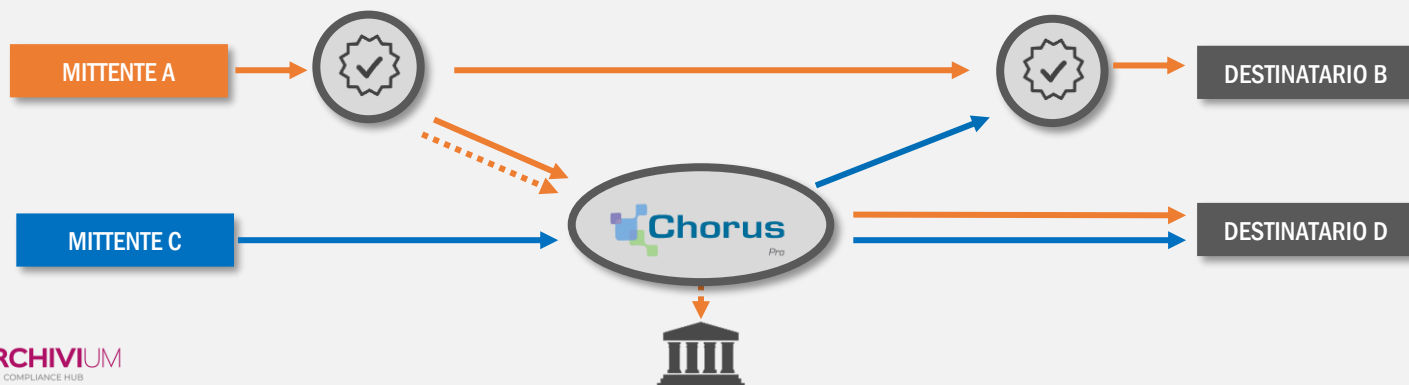 MITTENTE A
DESTINATARIO B
MITTENTE C
Chorus
Pro
DESTINATARIO D
RCHIVIUM
COMPLIANCE HUB